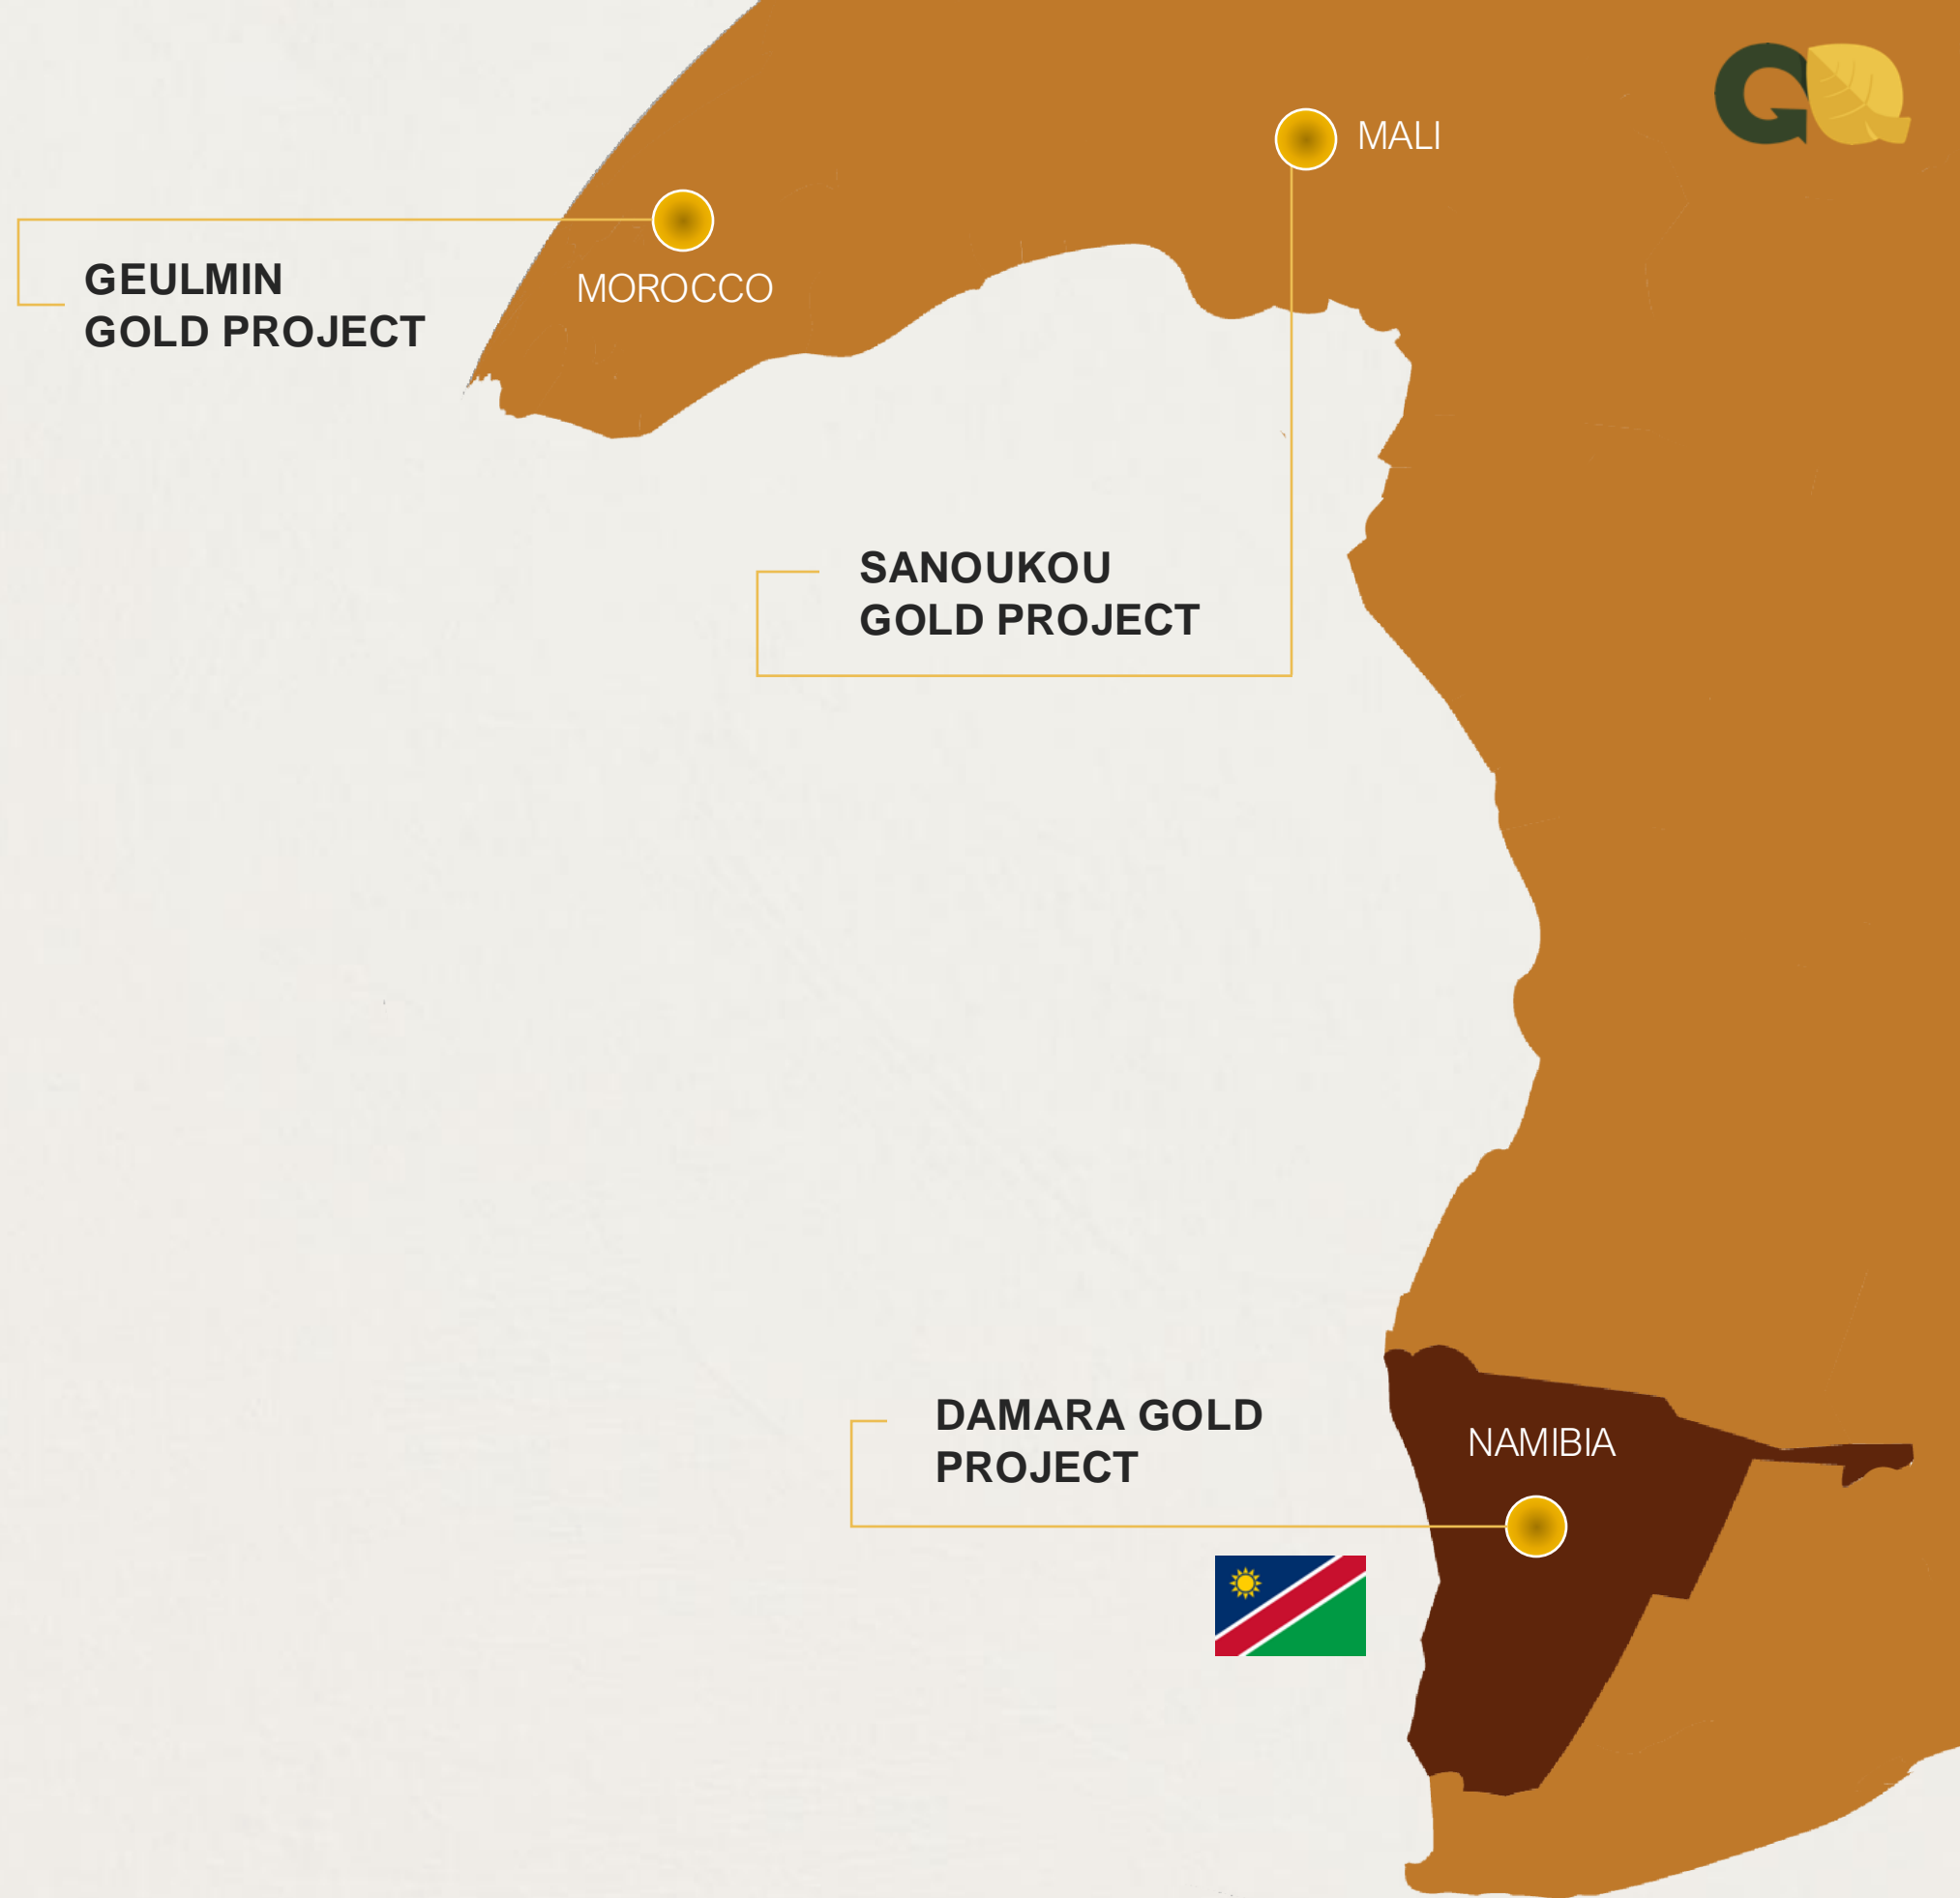 MALI
GEULMIN
GOLD PROJECT
MOROCCO
SANOUKOU
GOLD PROJECT
DAMARA GOLD
PROJECT
NAMIBIA